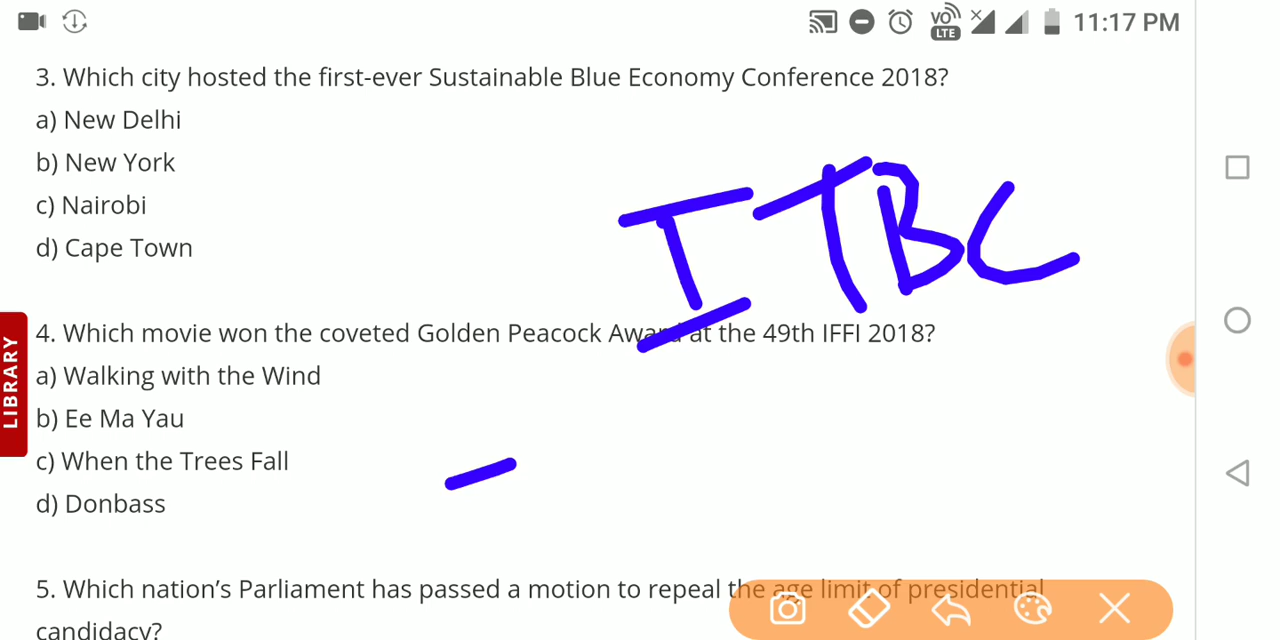 VO LTE 11:17 PM
3. Which city hosted the first-ever Sustainable Blue Economy Conference 2018?
a) New Delhi
b) New York
c) Nairobi
d) Cape Town
ITBC
4. Which movie won the coveted Golden Peacock Award at the 49th IFFI 2018?
a) Walking with the Wind
b) Ee Ma Yau
c) When the Trees Fall
d) Donbass
LIBRARY
5. Which nation's Parliament has passed a motion to repeal the age limit of presidential
candidacy?